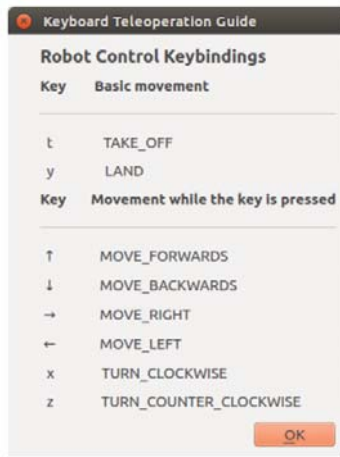 Keyboard Teleoperation Guide
Robot Control Keybindings
Key Basic movement
t TAKE_OFF
y LAND
Key Movement while the key is pressed
↑ MOVE_FORWARDS
↓ MOVE_BACKWARDS
→ MOVE_RIGHT
← MOVE_LEFT
x TURN_CLOCKWISE
z TURN_COUNTER_CLOCKWISE
OK